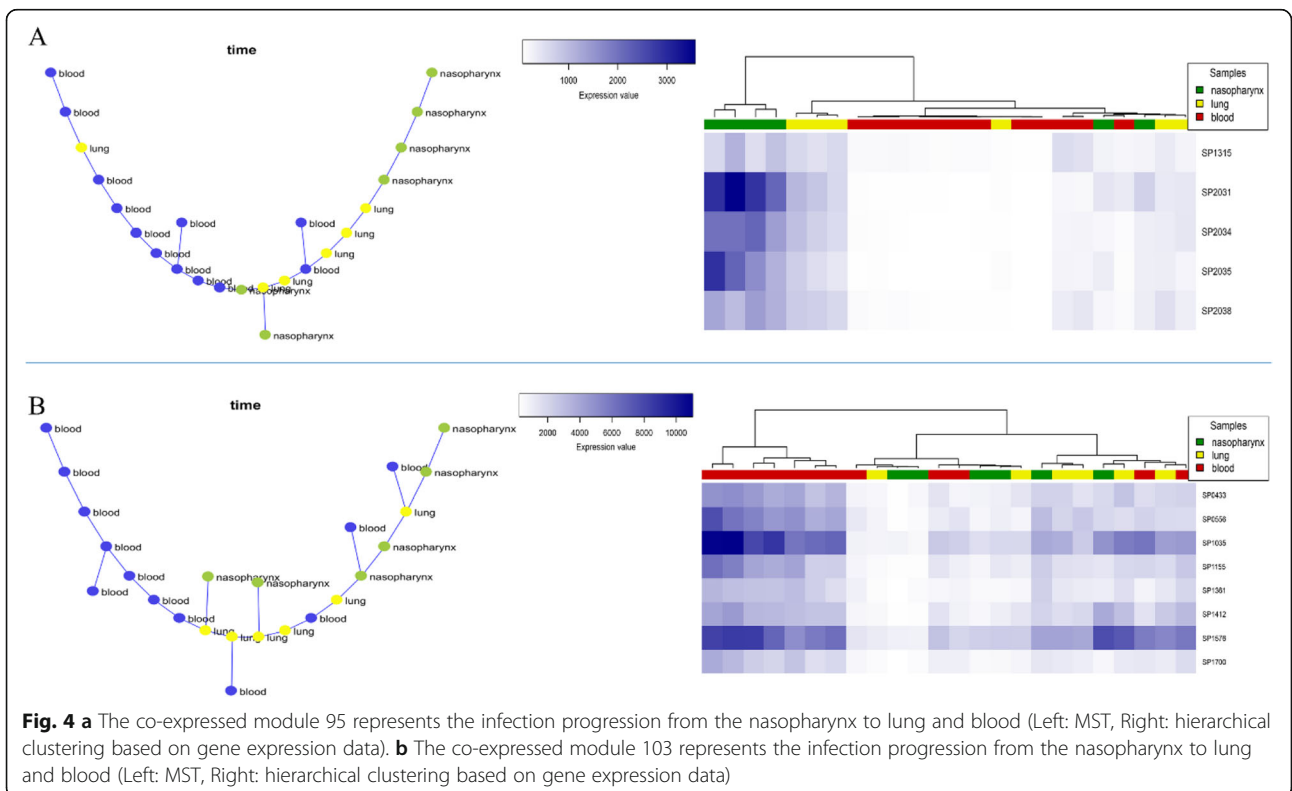 A
time
blood
blood
lung
blood
blood
blood
blood
blood
blood
blood
blood
nasopharynx
lung
nasopharynx
lung
blood
blood
lung
lung
lung
nasopharynx
nasopharynx
nasopharynx
nasopharynx
1000 2000 3000
Expression value
Samples
nasopharynx
lung
blood
SP1315
SP2031
SP2034
SP2035
SP2038
B
time
blood
blood
blood
blood
blood
blood
blood
blood
nasopharynx
lung
lung
blood
nasopharynx
lung
lung
blood
lung
nasopharynx
blood
nasopharynx
lung
blood
nasopharynx
nasopharynx
2000 4000 6000 8000 10000
Expression value
Samples
nasopharynx
lung
blood
SP0433
SP0556
SP1035
SP1155
SP1361
SP1412
SP1576
SP1700
Fig. 4 a The co-expressed module 95 represents the infection progression from the nasopharynx to lung and blood (Left: MST, Right: hierarchical
clustering based on gene expression data). b The co-expressed module 103 represents the infection progression from the nasopharynx to lung
and blood (Left: MST, Right: hierarchical clustering based on gene expression data)